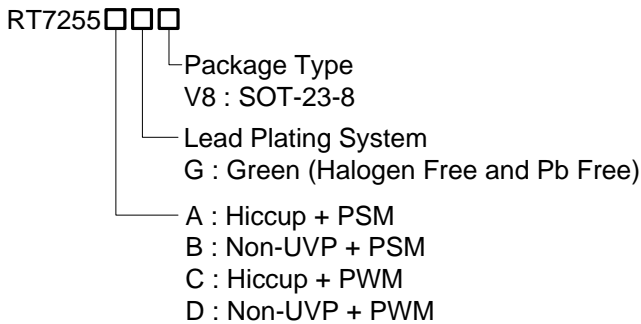 RT7255□□□
Package Type
V8 : SOT-23-8
Lead Plating System
G : Green (Halogen Free and Pb Free)
A : Hiccup + PSM
B : Non-UVP + PSM
C : Hiccup + PWM
D : Non-UVP + PWM